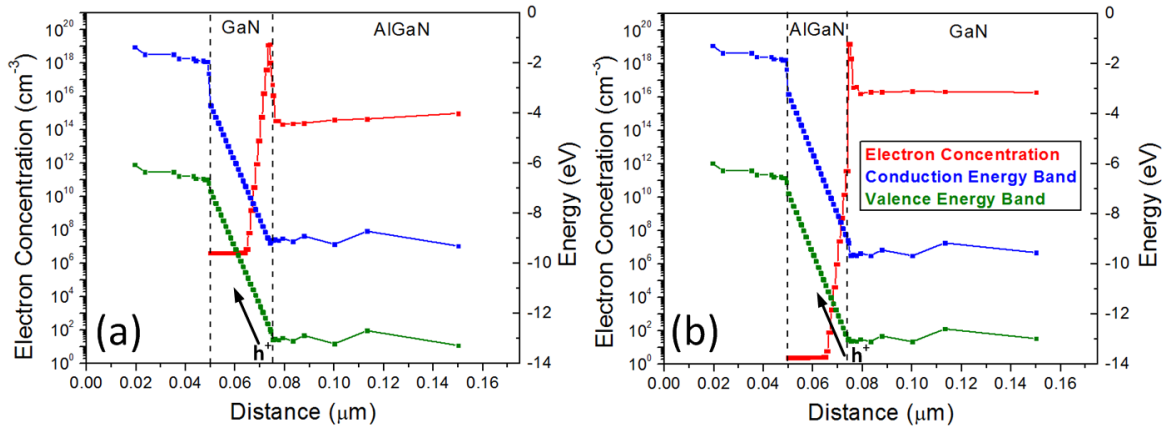 GaN
AlGaN
10^20
10^18
10^16
10^14
10^12
10^10
10^8
10^6
10^4
10^2
10^0
Electron Concentration (cm^-3)
0
-2
-4
-6
-8
-10
-12
-14
Energy (eV)
(a)
h+
0.00 0.02 0.04 0.06 0.08 0.10 0.12 0.14 0.16
Distance (μm)
AlGaN
GaN
10^20
10^18
10^16
10^14
10^12
10^10
10^8
10^6
10^4
10^2
10^0
Electron Concetration (cm^-3)
0
-2
-4
-6
-8
-10
-12
-14
Energy (eV)
Electron Concentration
Conduction Energy Band
Valence Energy Band
(b)
h+
0.00 0.02 0.04 0.06 0.08 0.10 0.12 0.14 0.16
Distance (μm)